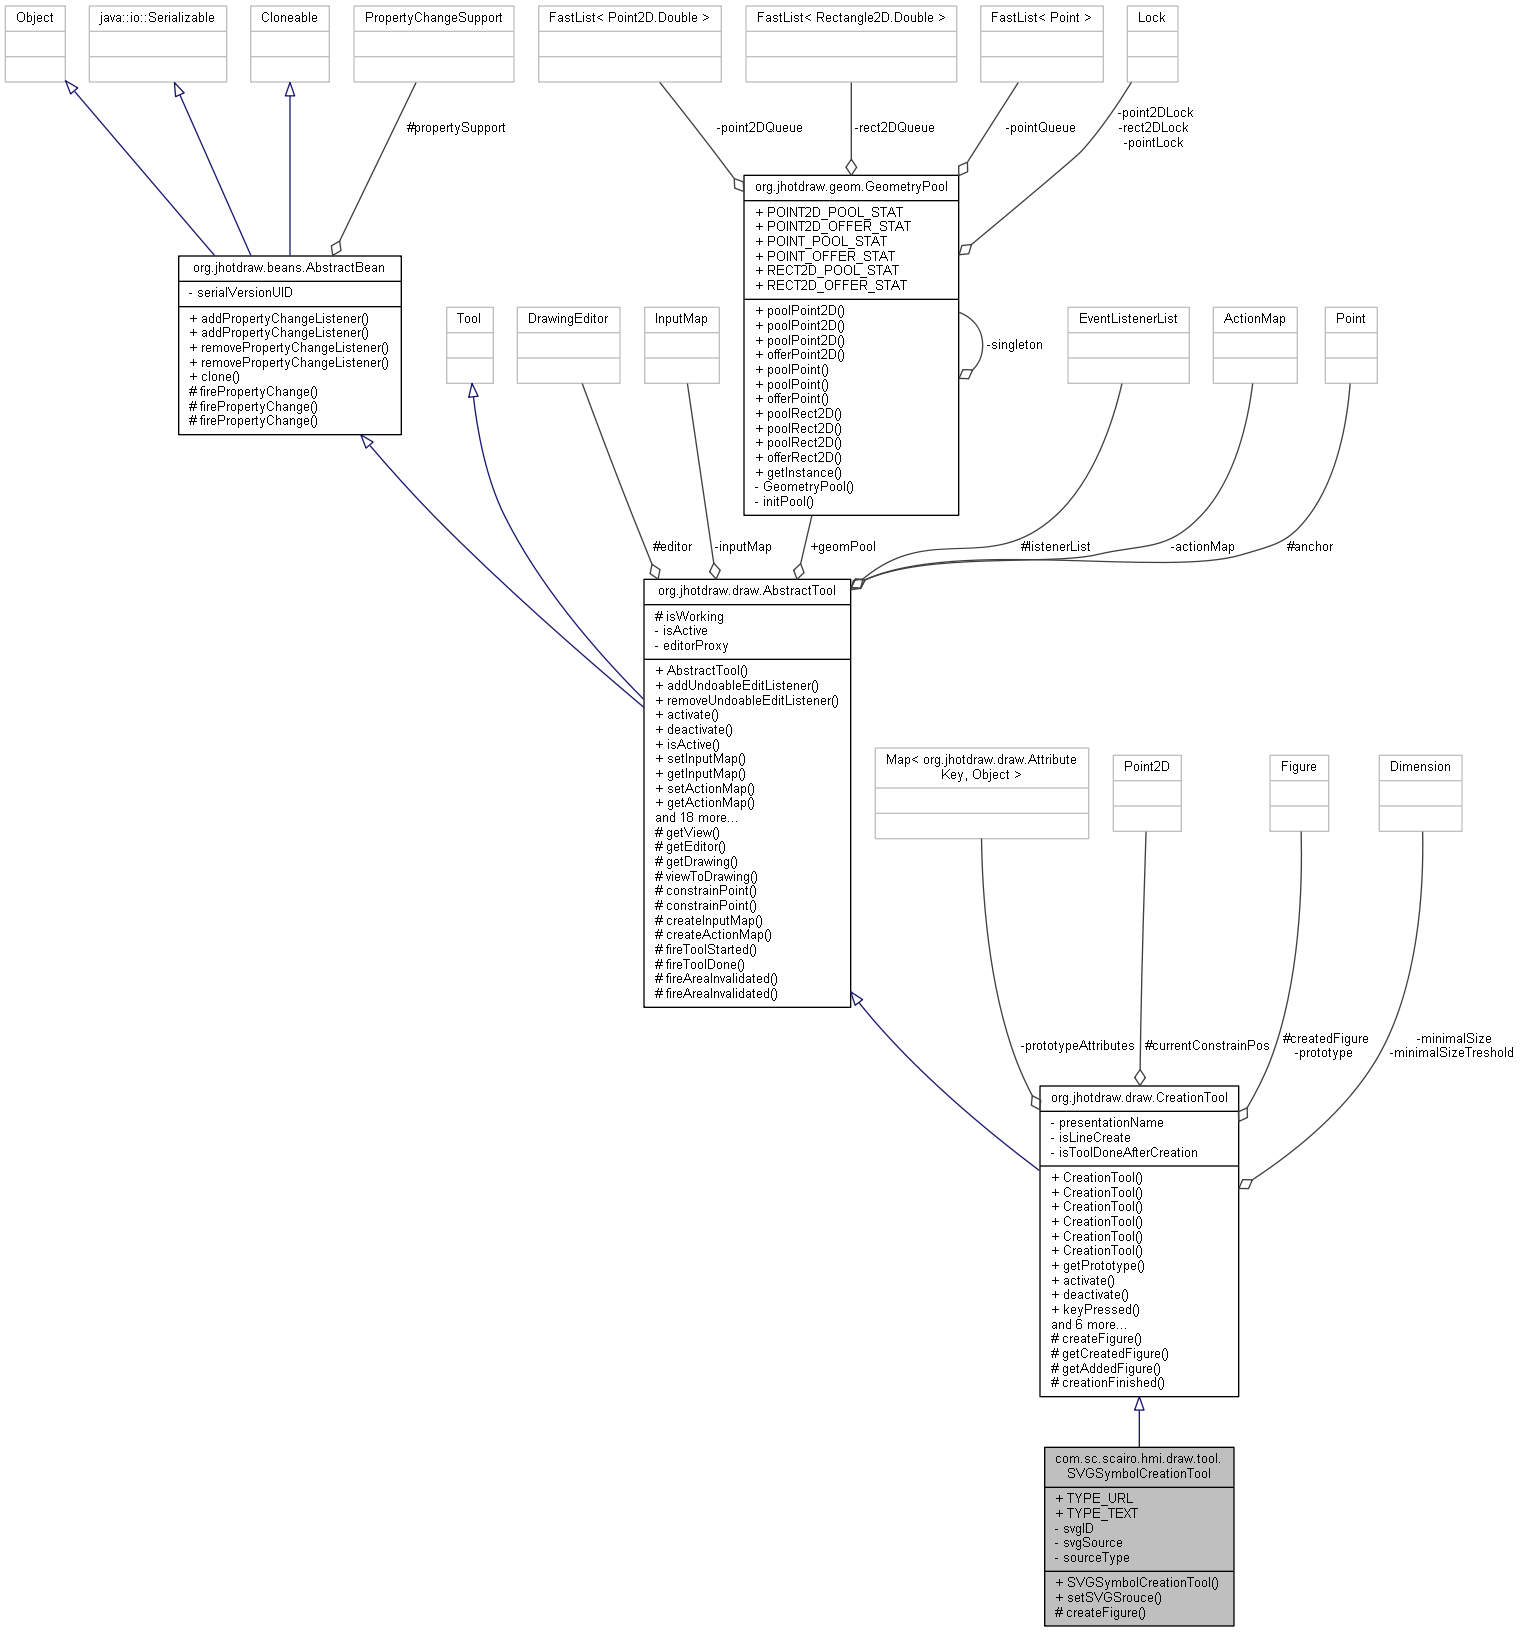 Object
java::io::Serializable
Cloneable
PropertyChangeSupport
FastList< Point2D.Double >
FastList< Rectangle2D.Double >
FastList< Point >
Lock
#propertySupport
-point2DQueue
-rect2DQueue
-pointQueue
-point2DLock
-rect2DLock
-pointLock
org.jhotdraw.geom.GeometryPool
+ POINT2D_POOL_STAT
+ POINT2D_OFFER_STAT
+ POINT_POOL_STAT
+ POINT_OFFER_STAT
+ RECT2D_POOL_STAT
+ RECT2D_OFFER_STAT
+ poolPoint2D()
+ poolPoint2D()
+ poolPoint2D()
+ offerPoint2D()
+ poolPoint()
+ poolPoint()
+ offerPoint()
+ poolRect2D()
+ poolRect2D()
+ poolRect2D()
+ offerRect2D()
+ getInstance()
- GeometryPool()
- initPool()
-singleton
org.jhotdraw.beans.AbstractBean
- serialVersionUID
+ addPropertyChangeListener()
+ addPropertyChangeListener()
+ removePropertyChangeListener()
+ removePropertyChangeListener()
+ clone()
# firePropertyChange()
# firePropertyChange()
# firePropertyChange()
Tool
DrawingEditor
InputMap
EventListenerList
ActionMap
Point
#editor
-inputMap
+geomPool
#listenerList
-actionMap
#anchor
org.jhotdraw.draw.AbstractTool
# isWorking
- isActive
- editorProxy
+ AbstractTool()
+ addUndoableEditListener()
+ removeUndoableEditListener()
+ activate()
+ deactivate()
+ isActive()
+ setInputMap()
+ getInputMap()
+ setActionMap()
+ getActionMap()
and 18 more...
# getView()
# getEditor()
# getDrawing()
# viewToDrawing()
# constrainPoint()
# constrainPoint()
# createInputMap()
# createActionMap()
# fireToolStarted()
# fireToolDone()
# fireAreaInvalidated()
# fireAreaInvalidated()
Map< org.jhotdraw.draw.Attribute
Key, Object >
Point2D
Figure
Dimension
-prototypeAttributes
#currentConstrainPos
#createdFigure
-prototype
-minimalSize
-minimalSizeTreshold
org.jhotdraw.draw.CreationTool
- presentationName
- isLineCreate
- isToolDoneAfterCreation
+ CreationTool()
+ CreationTool()
+ CreationTool()
+ CreationTool()
+ CreationTool()
+ CreationTool()
+ getPrototype()
+ activate()
+ deactivate()
+ keyPressed()
and 6 more...
# createFigure()
# getCreatedFigure()
# getAddedFigure()
# creationFinished()
com.sc.scairo.hmi.draw.tool.
SVGSymbolCreationTool
+ TYPE_URL
+ TYPE_TEXT
- svgID
- svgSource
- sourceType
+ SVGSymbolCreationTool()
+ setSVGSrouce()
# createFigure()